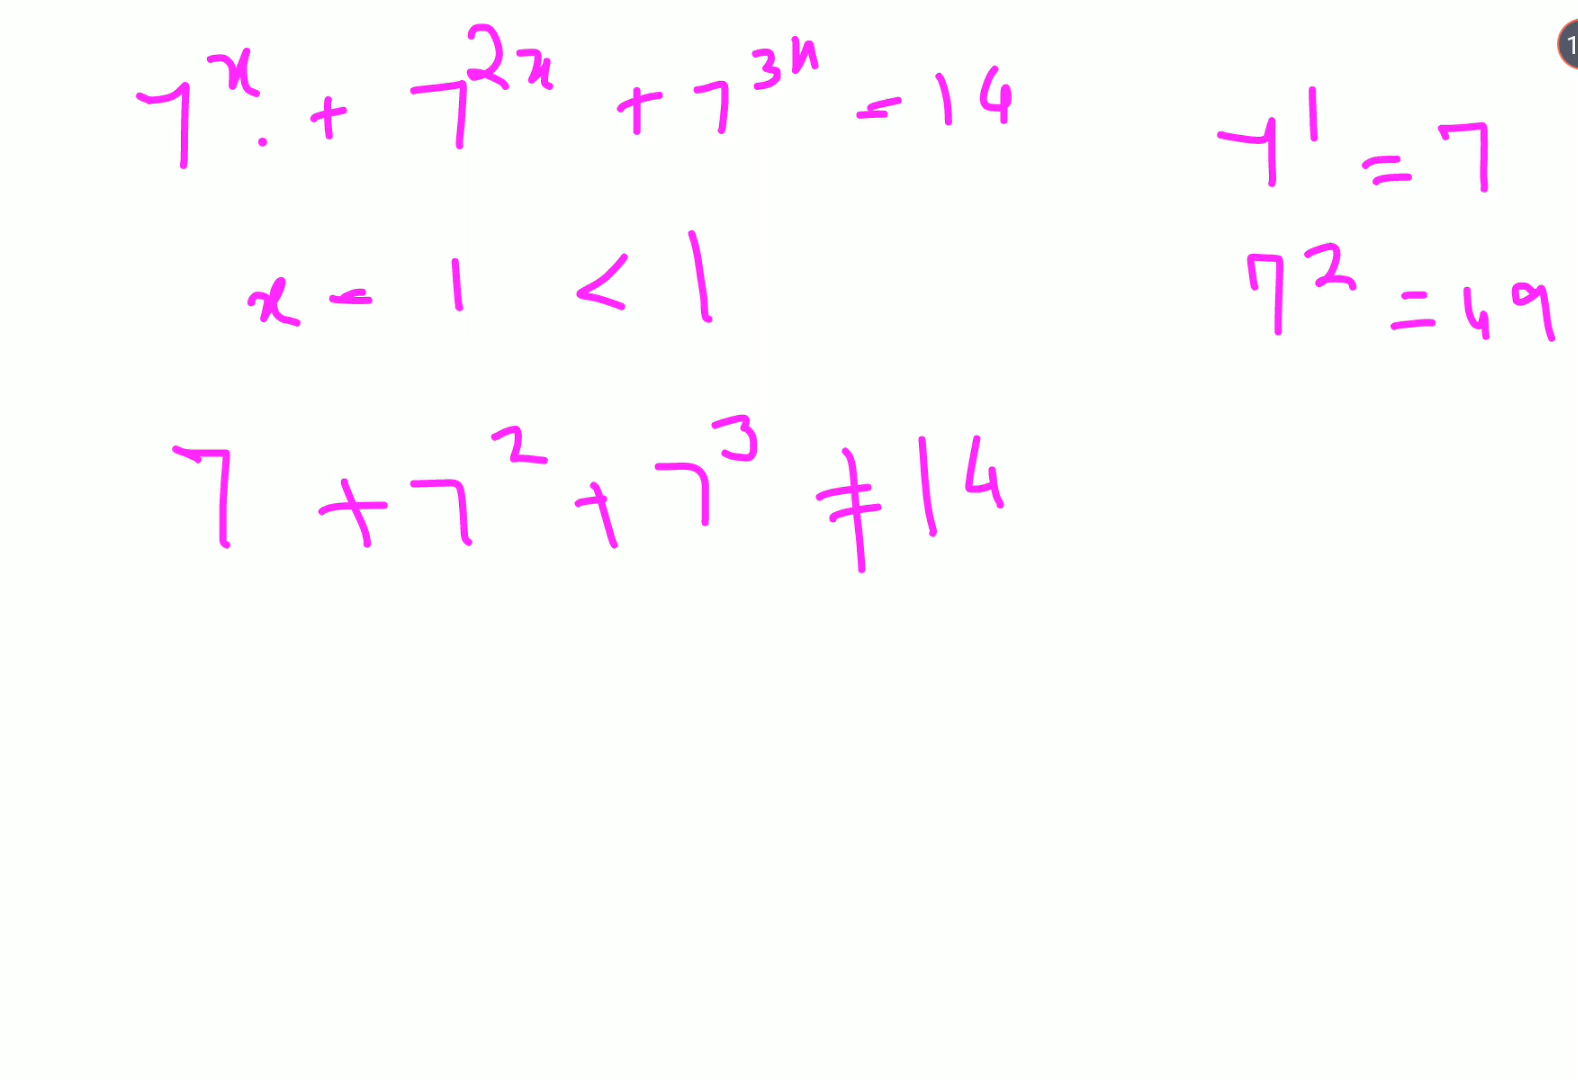 7^x . + 7^2x + 7^3x = 14
7^1 = 7
7^2 = 49
x = 1 < 1
7 + 7^2 + 7^3 ≠ 14
1